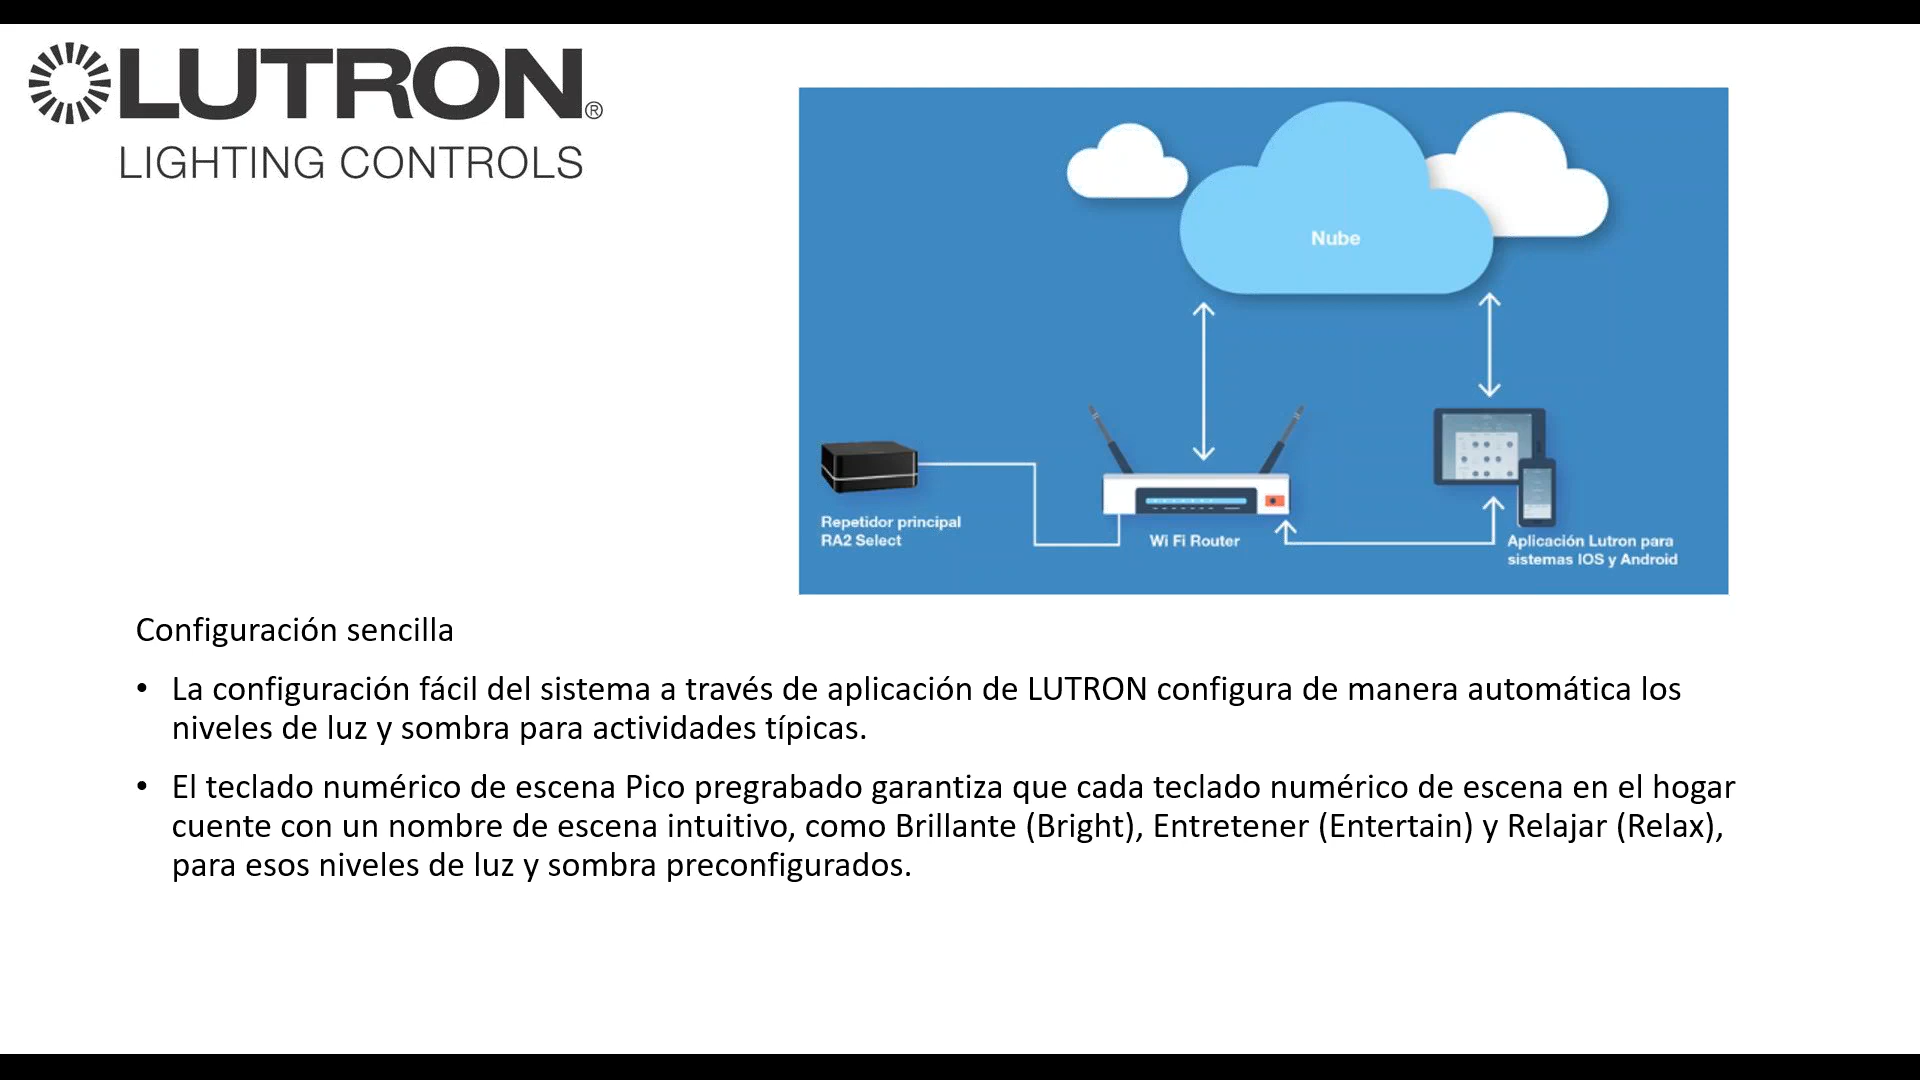 LUTRON®
LIGHTING CONTROLS
Nube
Repetidor principal
RA2 Select
Wi Fi Router
Aplicación Lutron para
sistemas IOS y Android
Configuración sencilla
• La configuración fácil del sistema a través de aplicación de LUTRON configura de manera automática los
niveles de luz y sombra para actividades típicas.
• El teclado numérico de escena Pico pregrabado garantiza que cada teclado numérico de escena en el hogar
cuente con un nombre de escena intuitivo, como Brillante (Bright), Entretener (Entertain) y Relajar (Relax),
para esos niveles de luz y sombra preconfigurados.